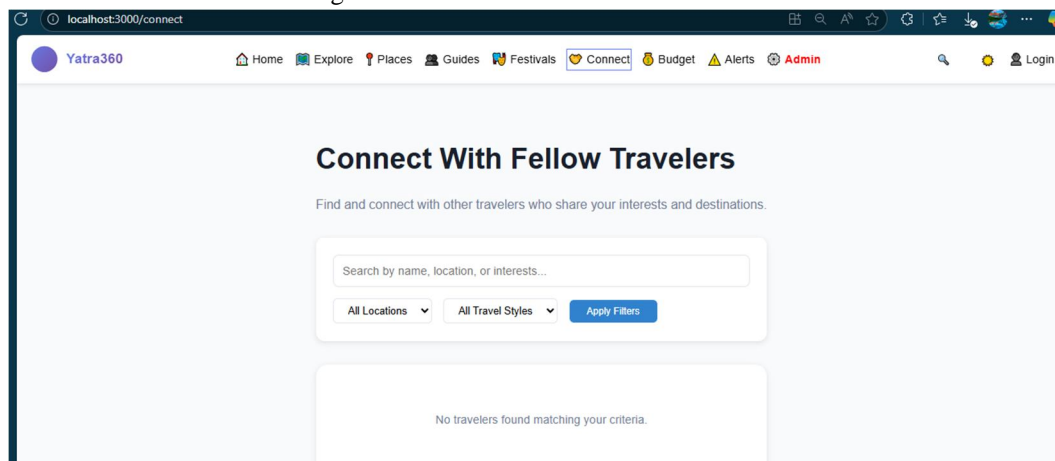 localhost:3000/connect
Yatra360 Home Explore Places Guides Festivals Connect Budget Alerts Admin Login
Connect With Fellow Travelers
Find and connect with other travelers who share your interests and destinations.
Search by name, location, or interests...
All Locations All Travel Styles Apply Filters
No travelers found matching your criteria.